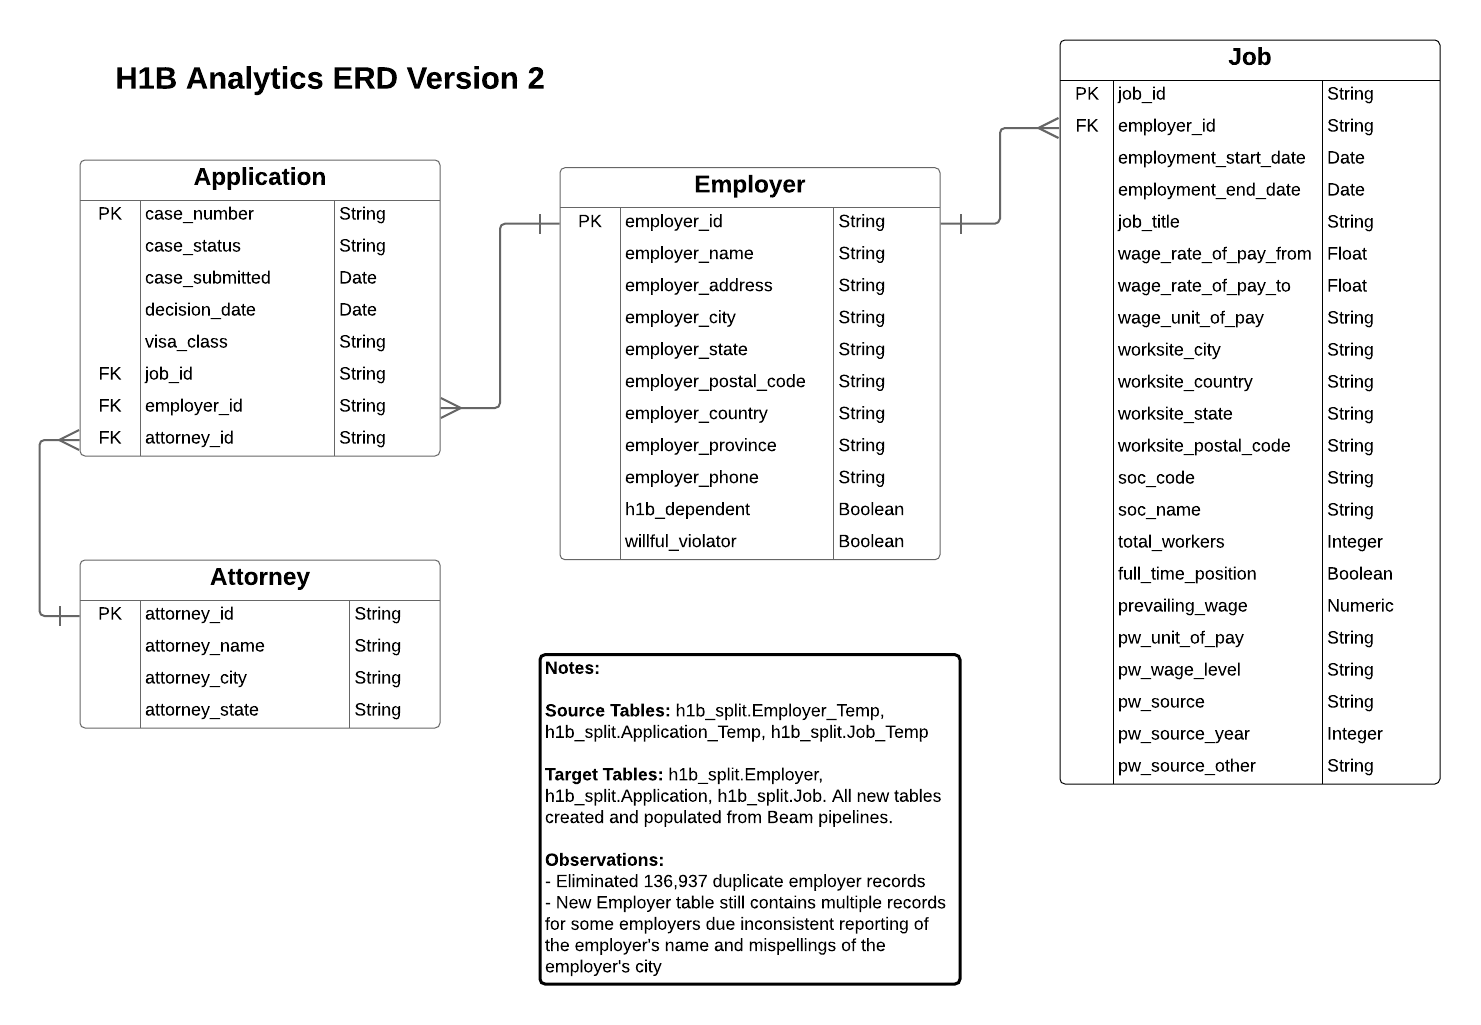 H1B Analytics ERD Version 2
Application
PK case_number String
case_status String
case_submitted Date
decision_date Date
visa_class String
FK job_id String
FK employer_id String
FK attorney_id String
Attorney
PK attorney_id String
attorney_name String
attorney_city String
attorney_state String
Employer
PK employer_id String
employer_name String
employer_address String
employer_city String
employer_state String
employer_postal_code String
employer_country String
employer_province String
employer_phone String
h1b_dependent Boolean
willful_violator Boolean
Job
PK job_id String
FK employer_id String
employment_start_date Date
employment_end_date Date
job_title String
wage_rate_of_pay_from Float
wage_rate_of_pay_to Float
wage_unit_of_pay String
worksite_city String
worksite_country String
worksite_state String
worksite_postal_code String
soc_code String
soc_name String
total_workers Integer
full_time_position Boolean
prevailing_wage Numeric
pw_unit_of_pay String
pw_wage_level String
pw_source String
pw_source_year Integer
pw_source_other String
Notes:
Source Tables: h1b_split.Employer_Temp,
h1b_split.Application_Temp, h1b_split.Job_Temp
Target Tables: h1b_split.Employer,
h1b_split.Application, h1b_split.Job. All new tables
created and populated from Beam pipelines.
Observations:
- Eliminated 136,937 duplicate employer records
- New Employer table still contains multiple records
for some employers due inconsistent reporting of
the employer's name and mispellings of the
employer's city